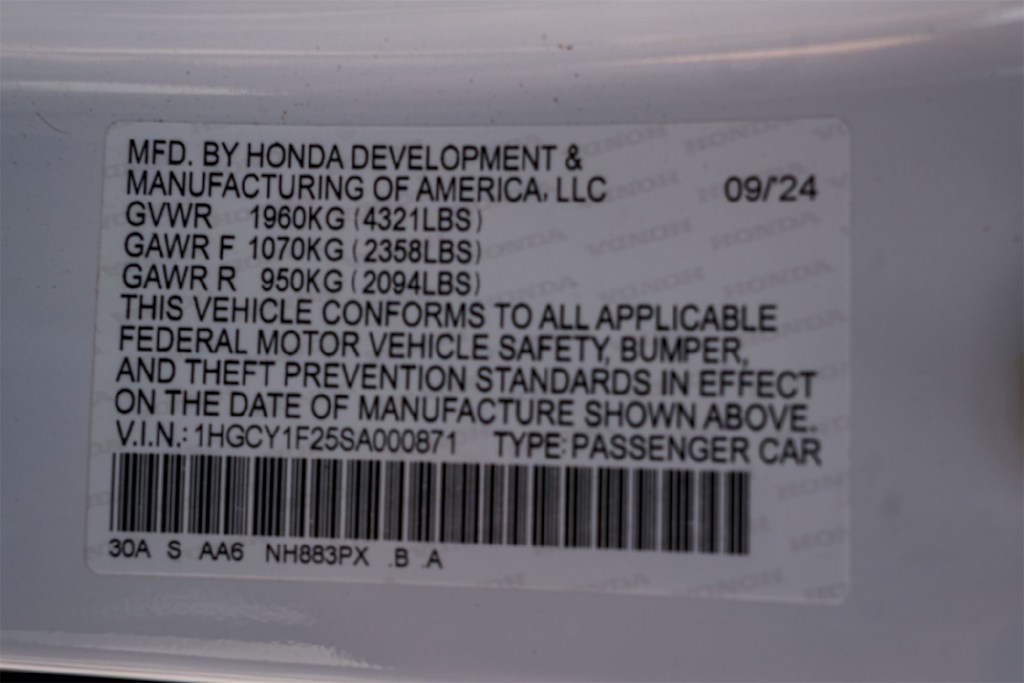 MFD. BY HONDA DEVELOPMENT &
MANUFACTURING OF AMERICA, LLC 09/'24
GVWR 1960KG (4321LBS)
GAWR F 1070KG (2358LBS)
GAWR R 950KG (2094LBS)
THIS VEHICLE CONFORMS TO ALL APPLICABLE
FEDERAL MOTOR VEHICLE SAFETY, BUMPER,
AND THEFT PREVENTION STANDARDS IN EFFECT
ON THE DATE OF MANUFACTURE SHOWN ABOVE.
V.I.N.: 1HGCY1F25SA000871 TYPE: PASSENGER CAR
30A S AA6 NH883PX .B .A